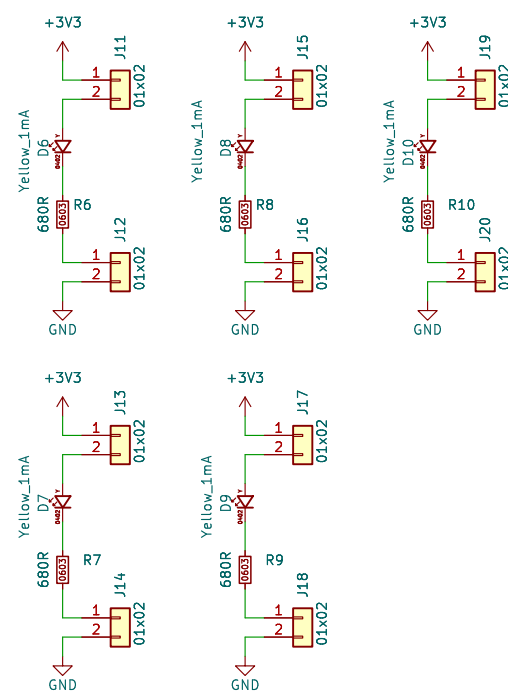 +3V3
J11
1
2
01x02
Yellow_1mA
D6
Y
0402
680R
0603
R6
J12
1
2
01x02
GND
+3V3
J15
1
2
01x02
Yellow_1mA
D8
Y
0402
680R
0603
R8
J16
1
2
01x02
GND
+3V3
J19
1
2
01x02
Yellow_1mA
D10
Y
0402
680R
0603
R10
J20
1
2
01x02
GND
+3V3
J13
1
2
01x02
Yellow_1mA
D7
Y
0402
680R
0603
R7
J14
1
2
01x02
GND
+3V3
J17
1
2
01x02
Yellow_1mA
D9
Y
0402
680R
0603
R9
J18
1
2
01x02
GND